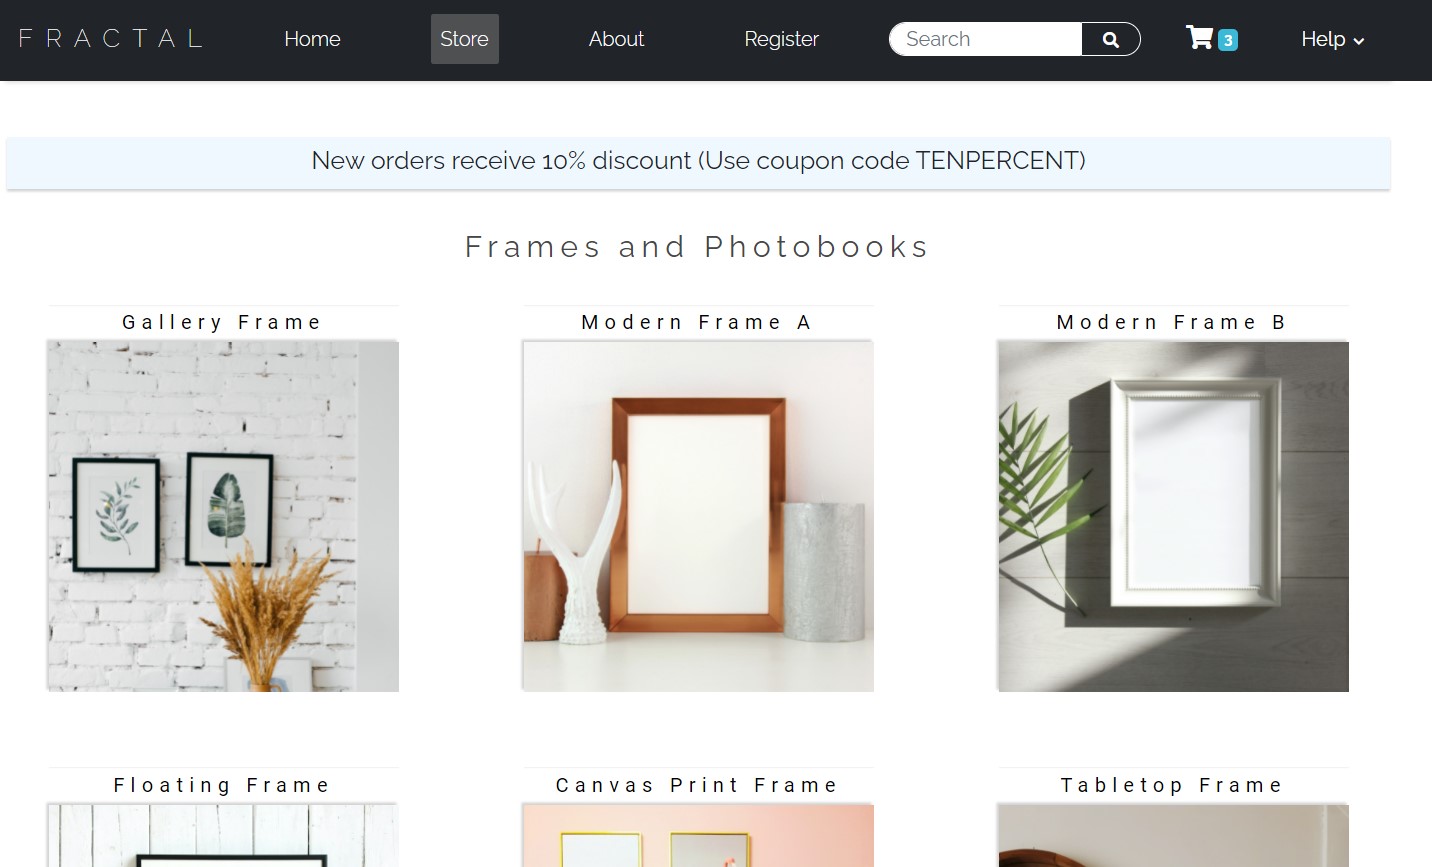 FRACTAL Home Store About Register Search 3 Help
New orders receive 10% discount (Use coupon code TENPERCENT)
Frames and Photobooks
Gallery Frame Modern Frame A Modern Frame B
Floating Frame Canvas Print Frame Tabletop Frame